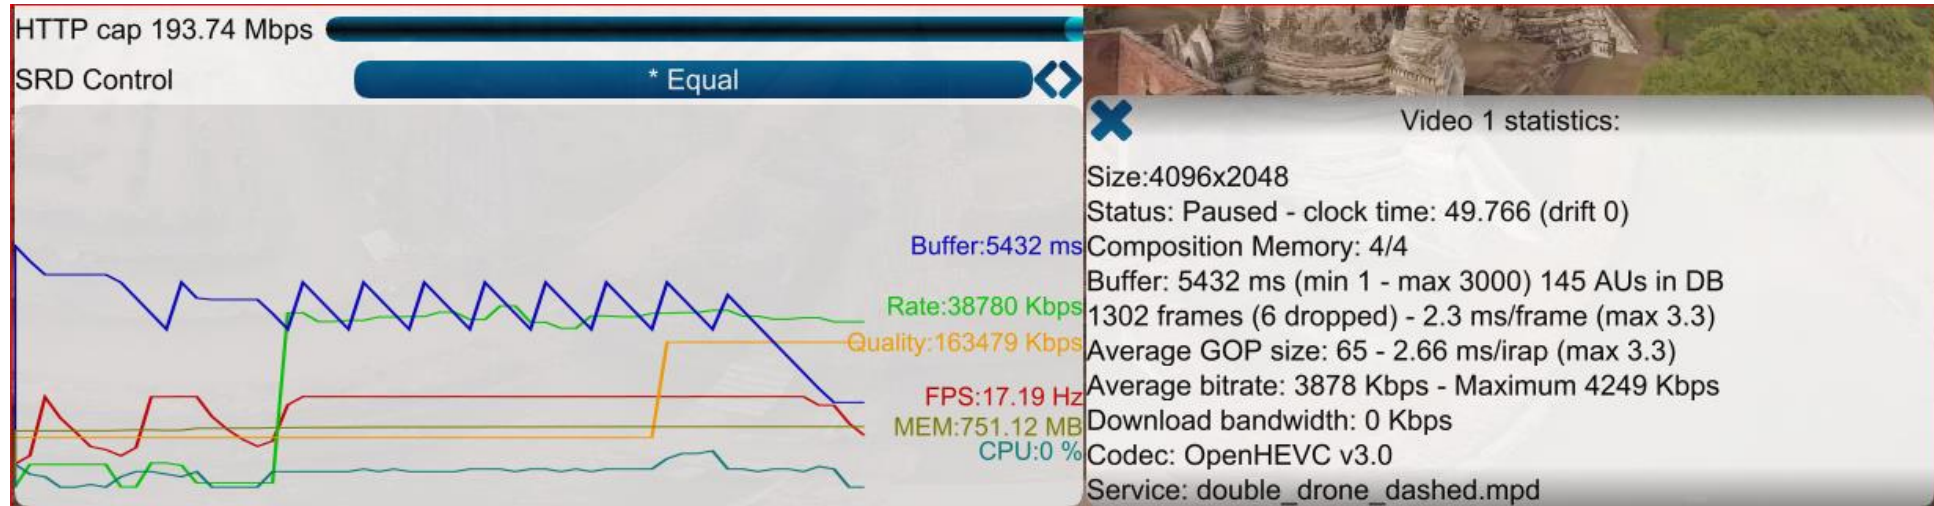 HTTP cap 193.74 Mbps
SRD Control
* Equal
Buffer:5432 ms
Rate:38780 Kbps
Quality:163479 Kbps
FPS:17.19 Hz
MEM:751.12 MB
CPU:0 %
Video 1 statistics:
Size:4096x2048
Status: Paused - clock time: 49.766 (drift 0)
Composition Memory: 4/4
Buffer: 5432 ms (min 1 - max 3000) 145 AUs in DB
1302 frames (6 dropped) - 2.3 ms/frame (max 3.3)
Average GOP size: 65 - 2.66 ms/irap (max 3.3)
Average bitrate: 3878 Kbps - Maximum 4249 Kbps
Download bandwidth: 0 Kbps
Codec: OpenHEVC v3.0
Service: double_drone_dashed.mpd